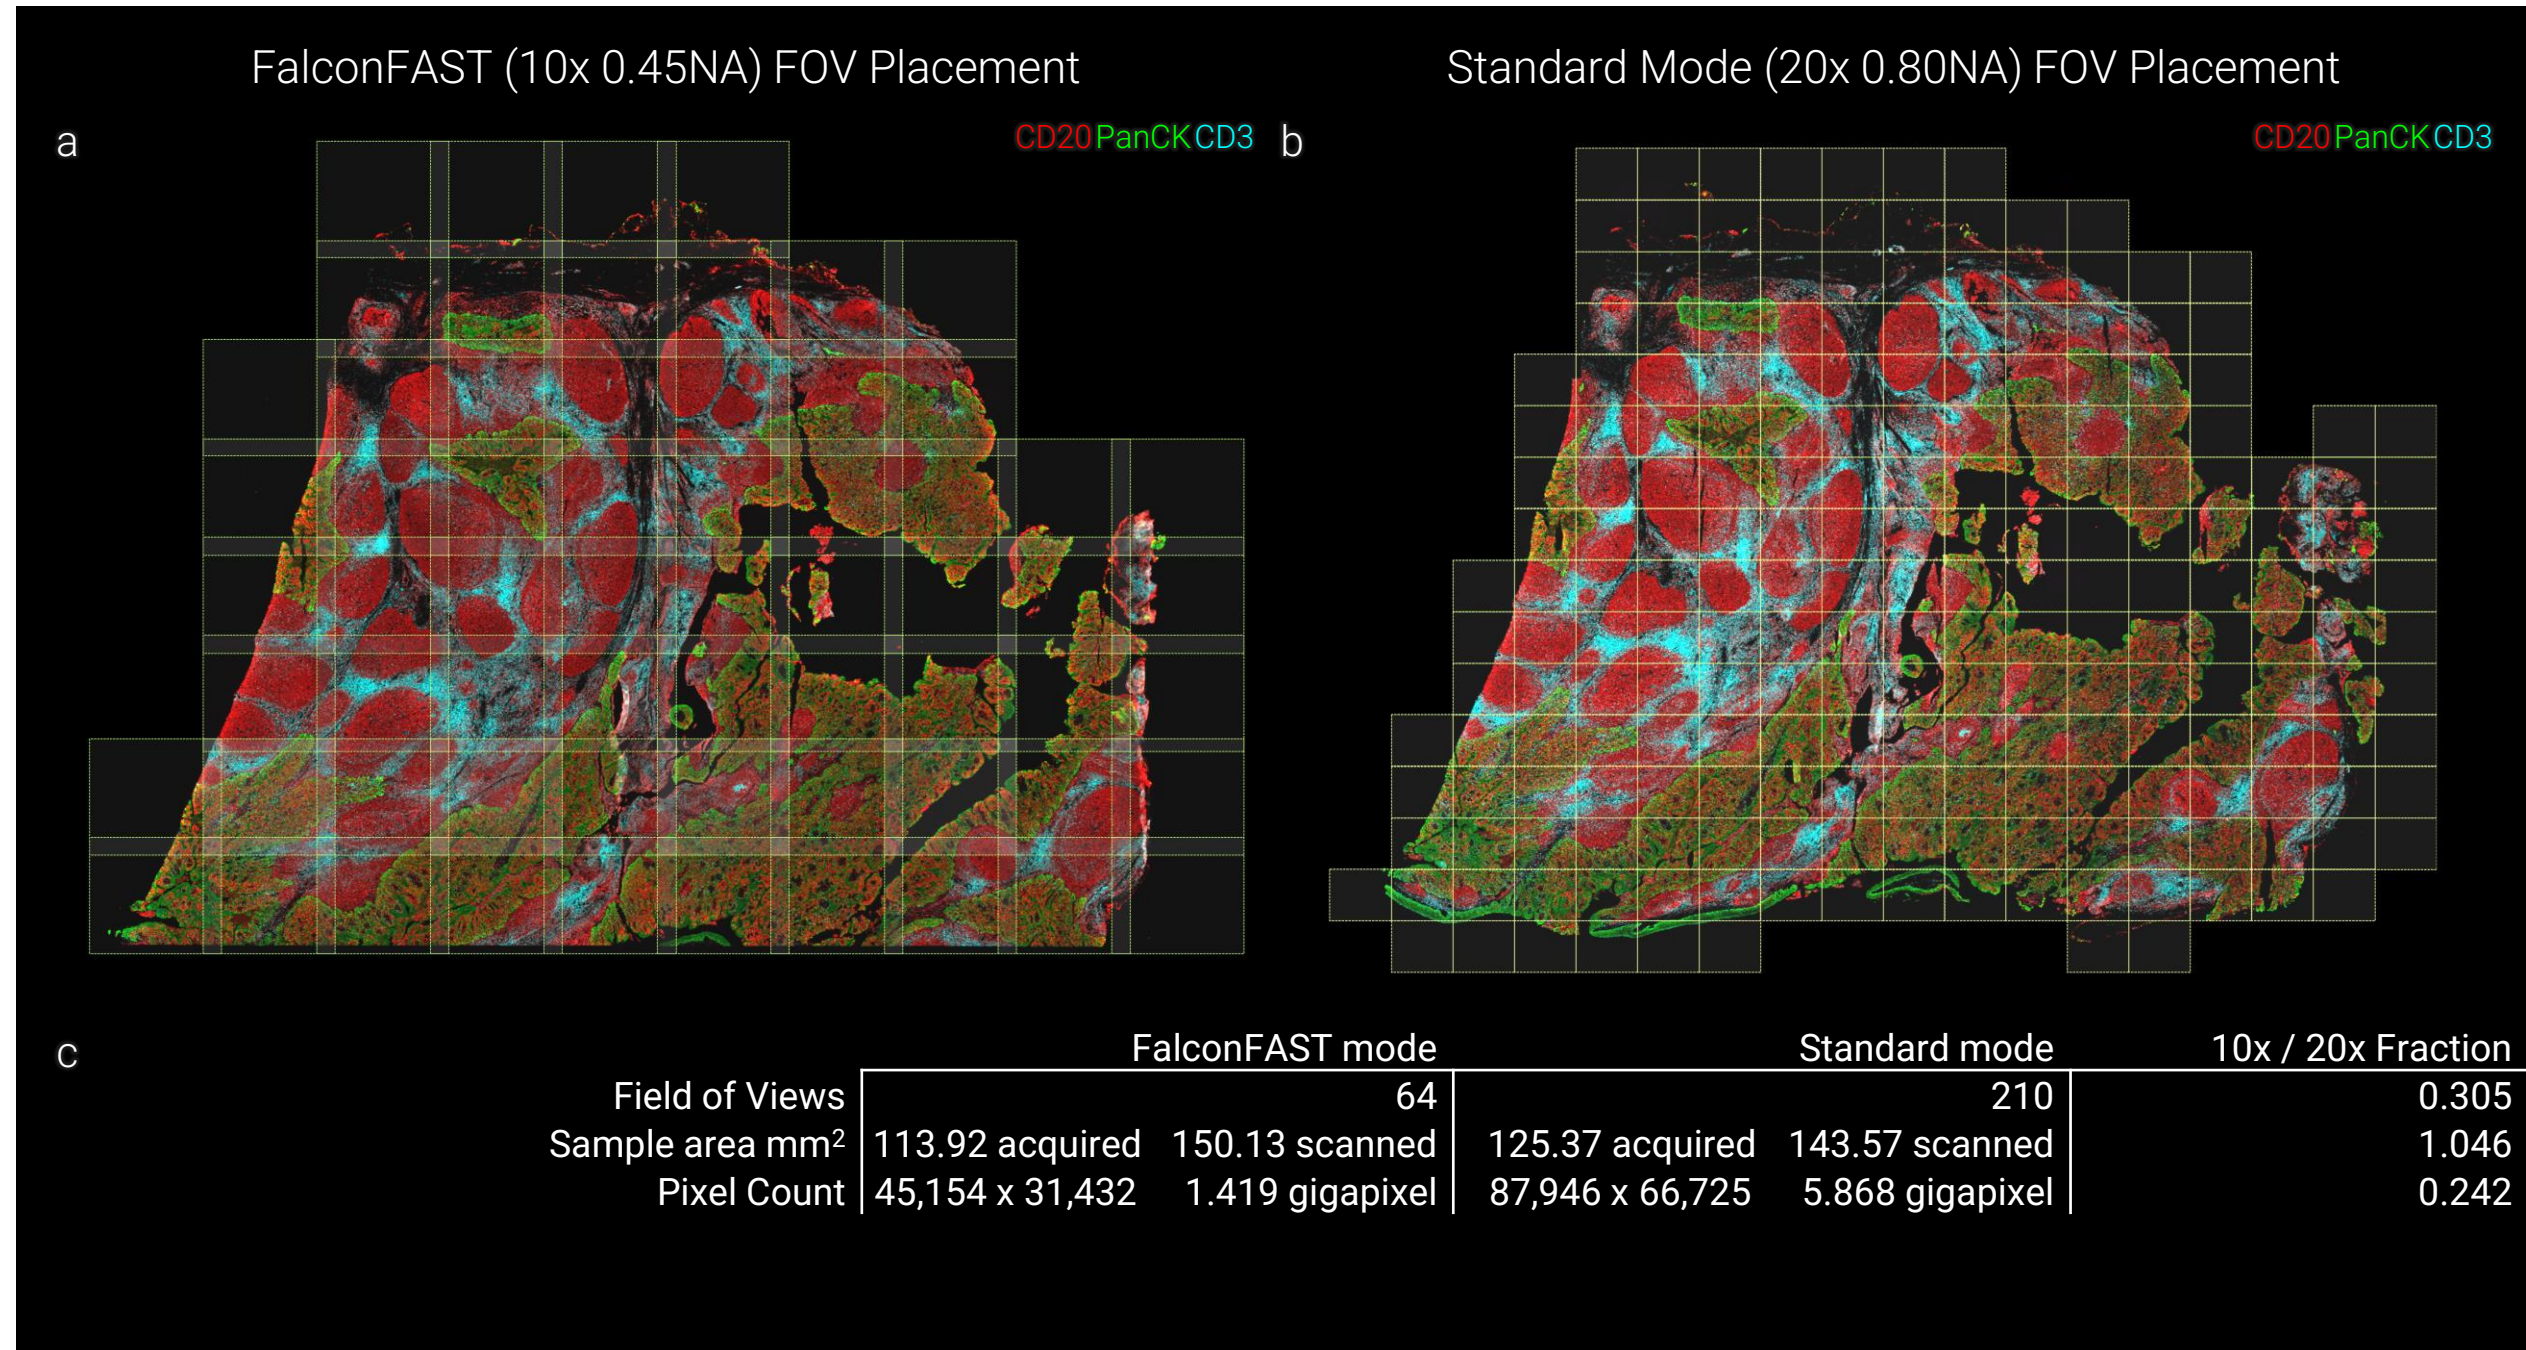 FalconFAST (10x 0.45NA) FOV Placement
Standard Mode (20x 0.80NA) FOV Placement
a
CD20 PanCK CD3
b
CD20 PanCK CD3
c
FalconFAST mode Standard mode 10x / 20x Fraction
Field of Views 64 210 0.305
Sample area mm² 113.92 acquired 150.13 scanned 125.37 acquired 143.57 scanned 1.046
Pixel Count 45,154 x 31,432 1.419 gigapixel 87,946 x 66,725 5.868 gigapixel 0.242